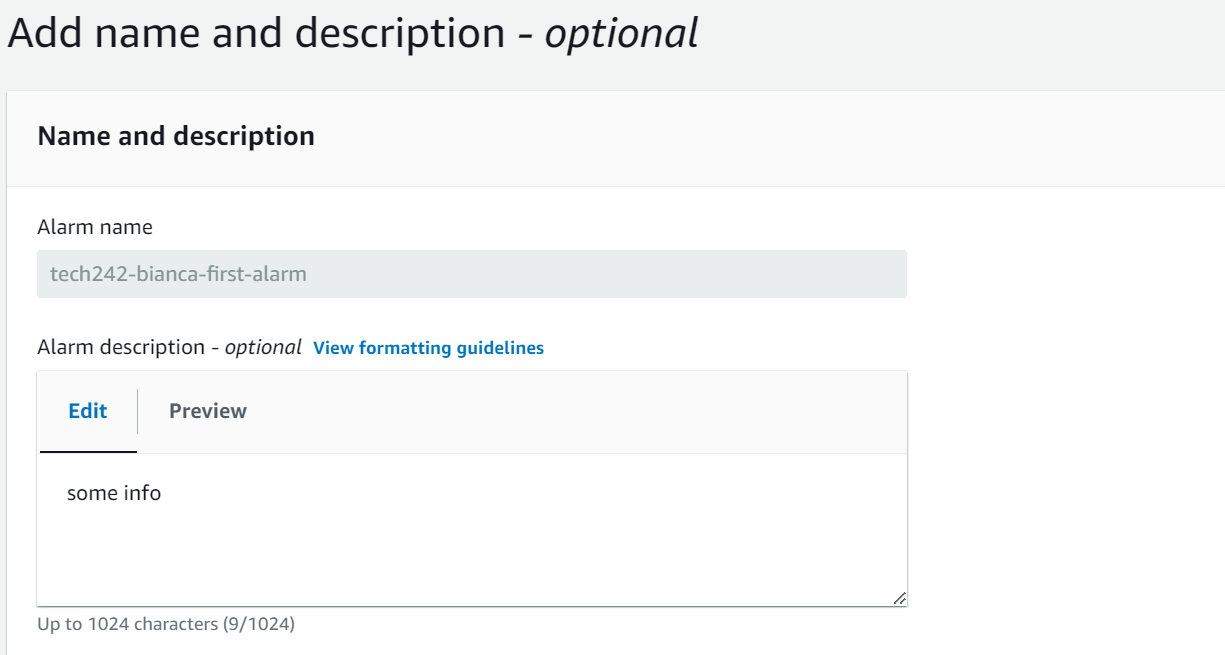 Add name and description - optional
Name and description
Alarm name
tech242-bianca-first-alarm
Alarm description - optional View formatting guidelines
Edit Preview
some info
Up to 1024 characters (9/1024)